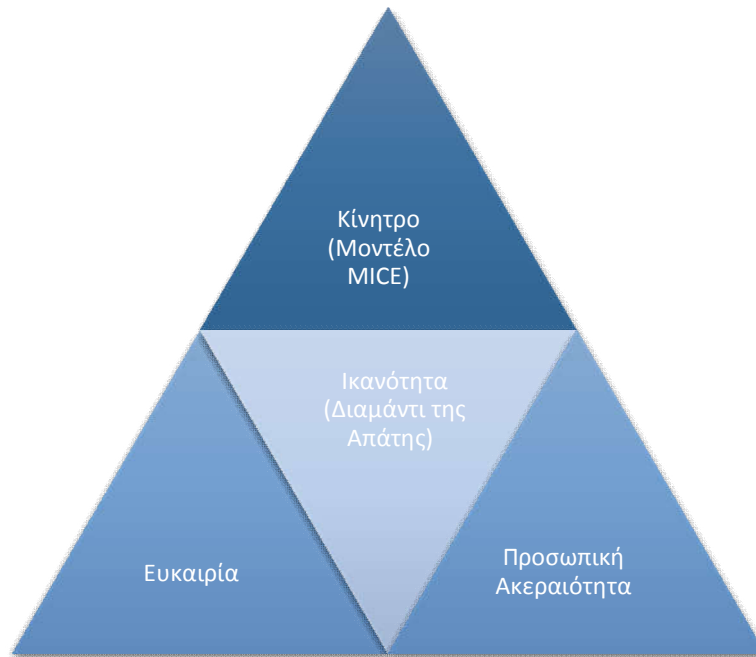 Κίνητρο
(Μοντέλο
MICE)
Ικανότητα
(Διαμάντι της
Απάτης)
Ευκαιρία
Προσωπική
Ακεραιότητα